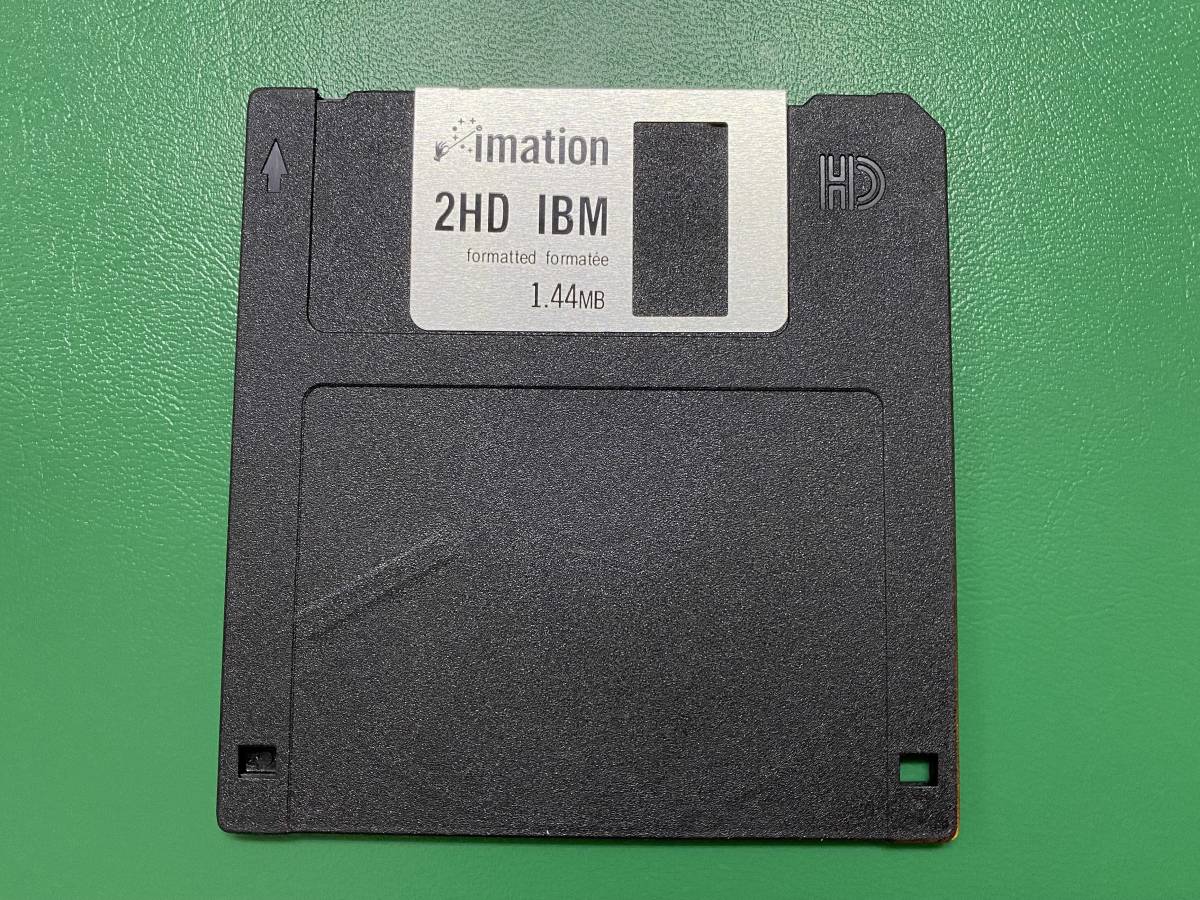 imation
2HD IBM
formatted formatée
1.44MB
HD